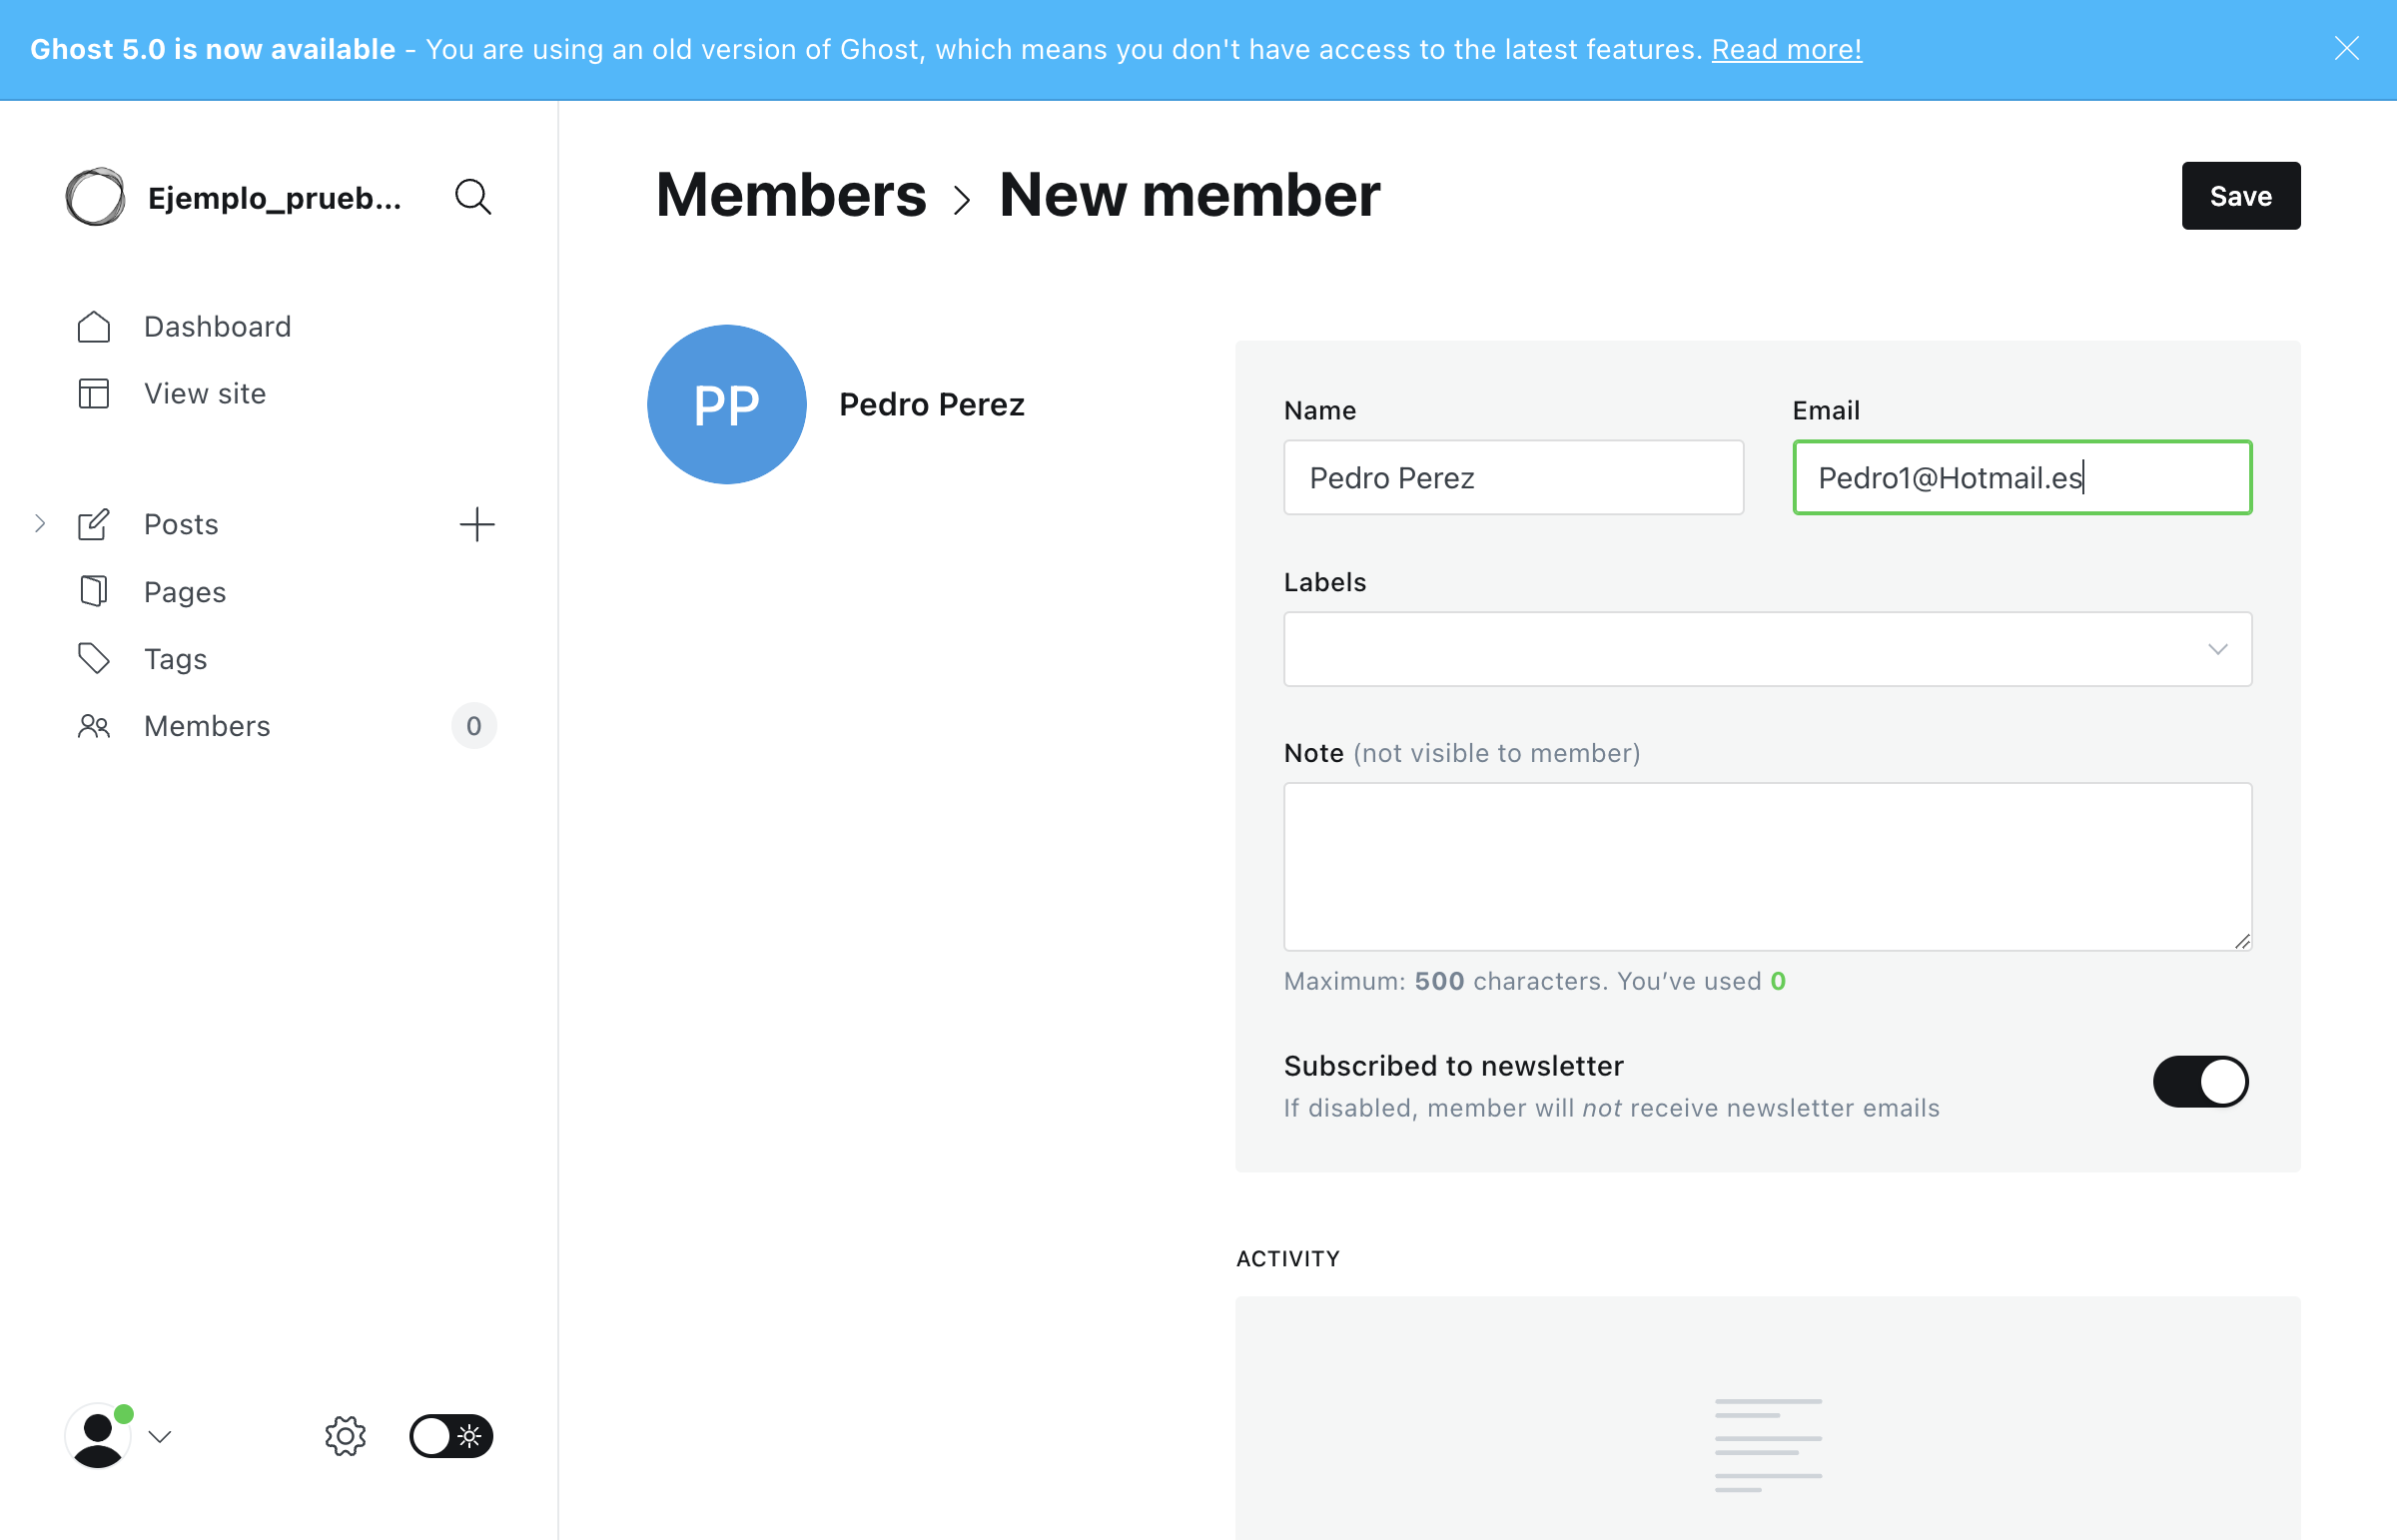 Ghost 5.0 is now available - You are using an old version of Ghost, which means you don't have access to the latest features. Read more!
Ejemplo_prueb...
Members > New member
Save
Dashboard
View site
Posts
Pages
Tags
Members 0
PP
Pedro Perez
Name
Email
Pedro Perez
Pedro1@Hotmail.es
Labels
Note (not visible to member)
Maximum: 500 characters. You’ve used 0
Subscribed to newsletter
If disabled, member will not receive newsletter emails
ACTIVITY